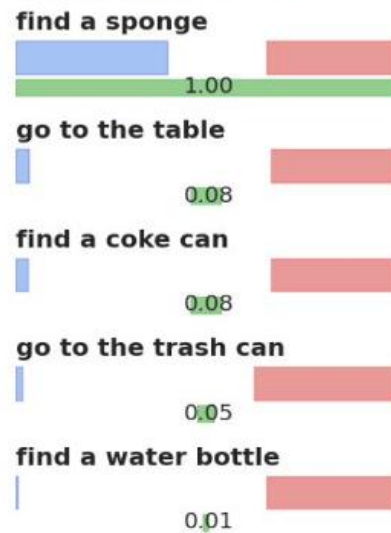 find a sponge
1.00
go to the table
0.08
find a coke can
0.08
go to the trash can
0.05
find a water bottle
0.01